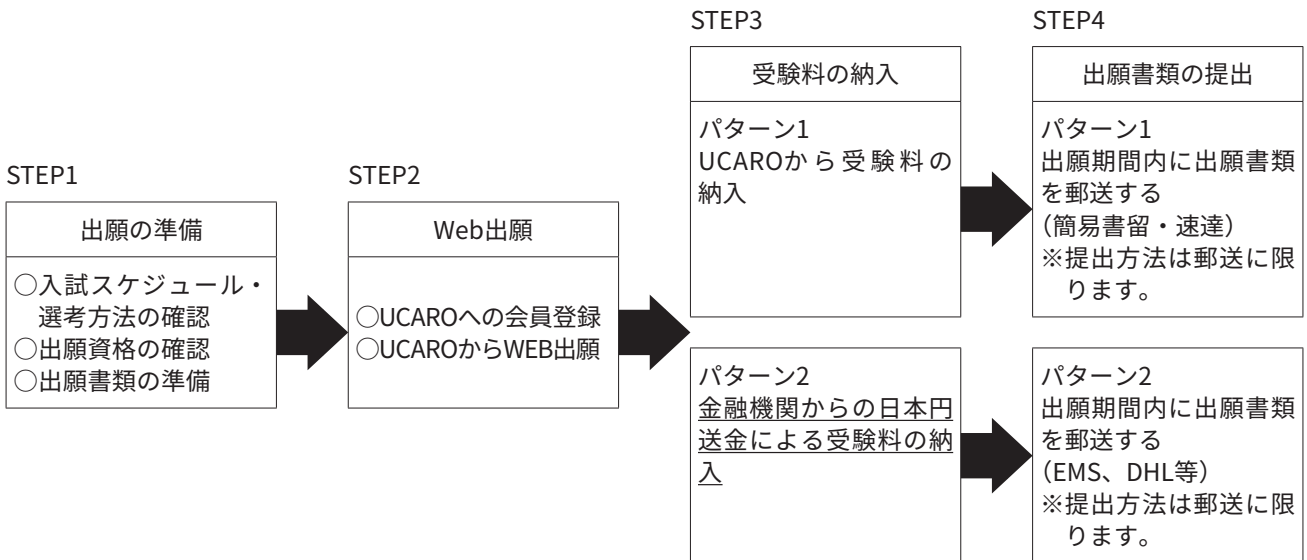 STEP1
出願の準備
○入試スケジュール・
選考方法の確認
○出願資格の確認
○出願書類の準備
STEP2
Web出願
○UCAROへの会員登録
○UCAROからWEB出願
STEP3
受験料の納入
パターン1
UCAROから受験料の
納入
パターン2
金融機関からの日本円
送金による受験料の納
入
STEP4
出願書類の提出
パターン1
出願期間内に出願書類
を郵送する
（簡易書留・速達）
※提出方法は郵送に限
ります。
パターン2
出願期間内に出願書類
を郵送する
（EMS、DHL等）
※提出方法は郵送に限
ります。